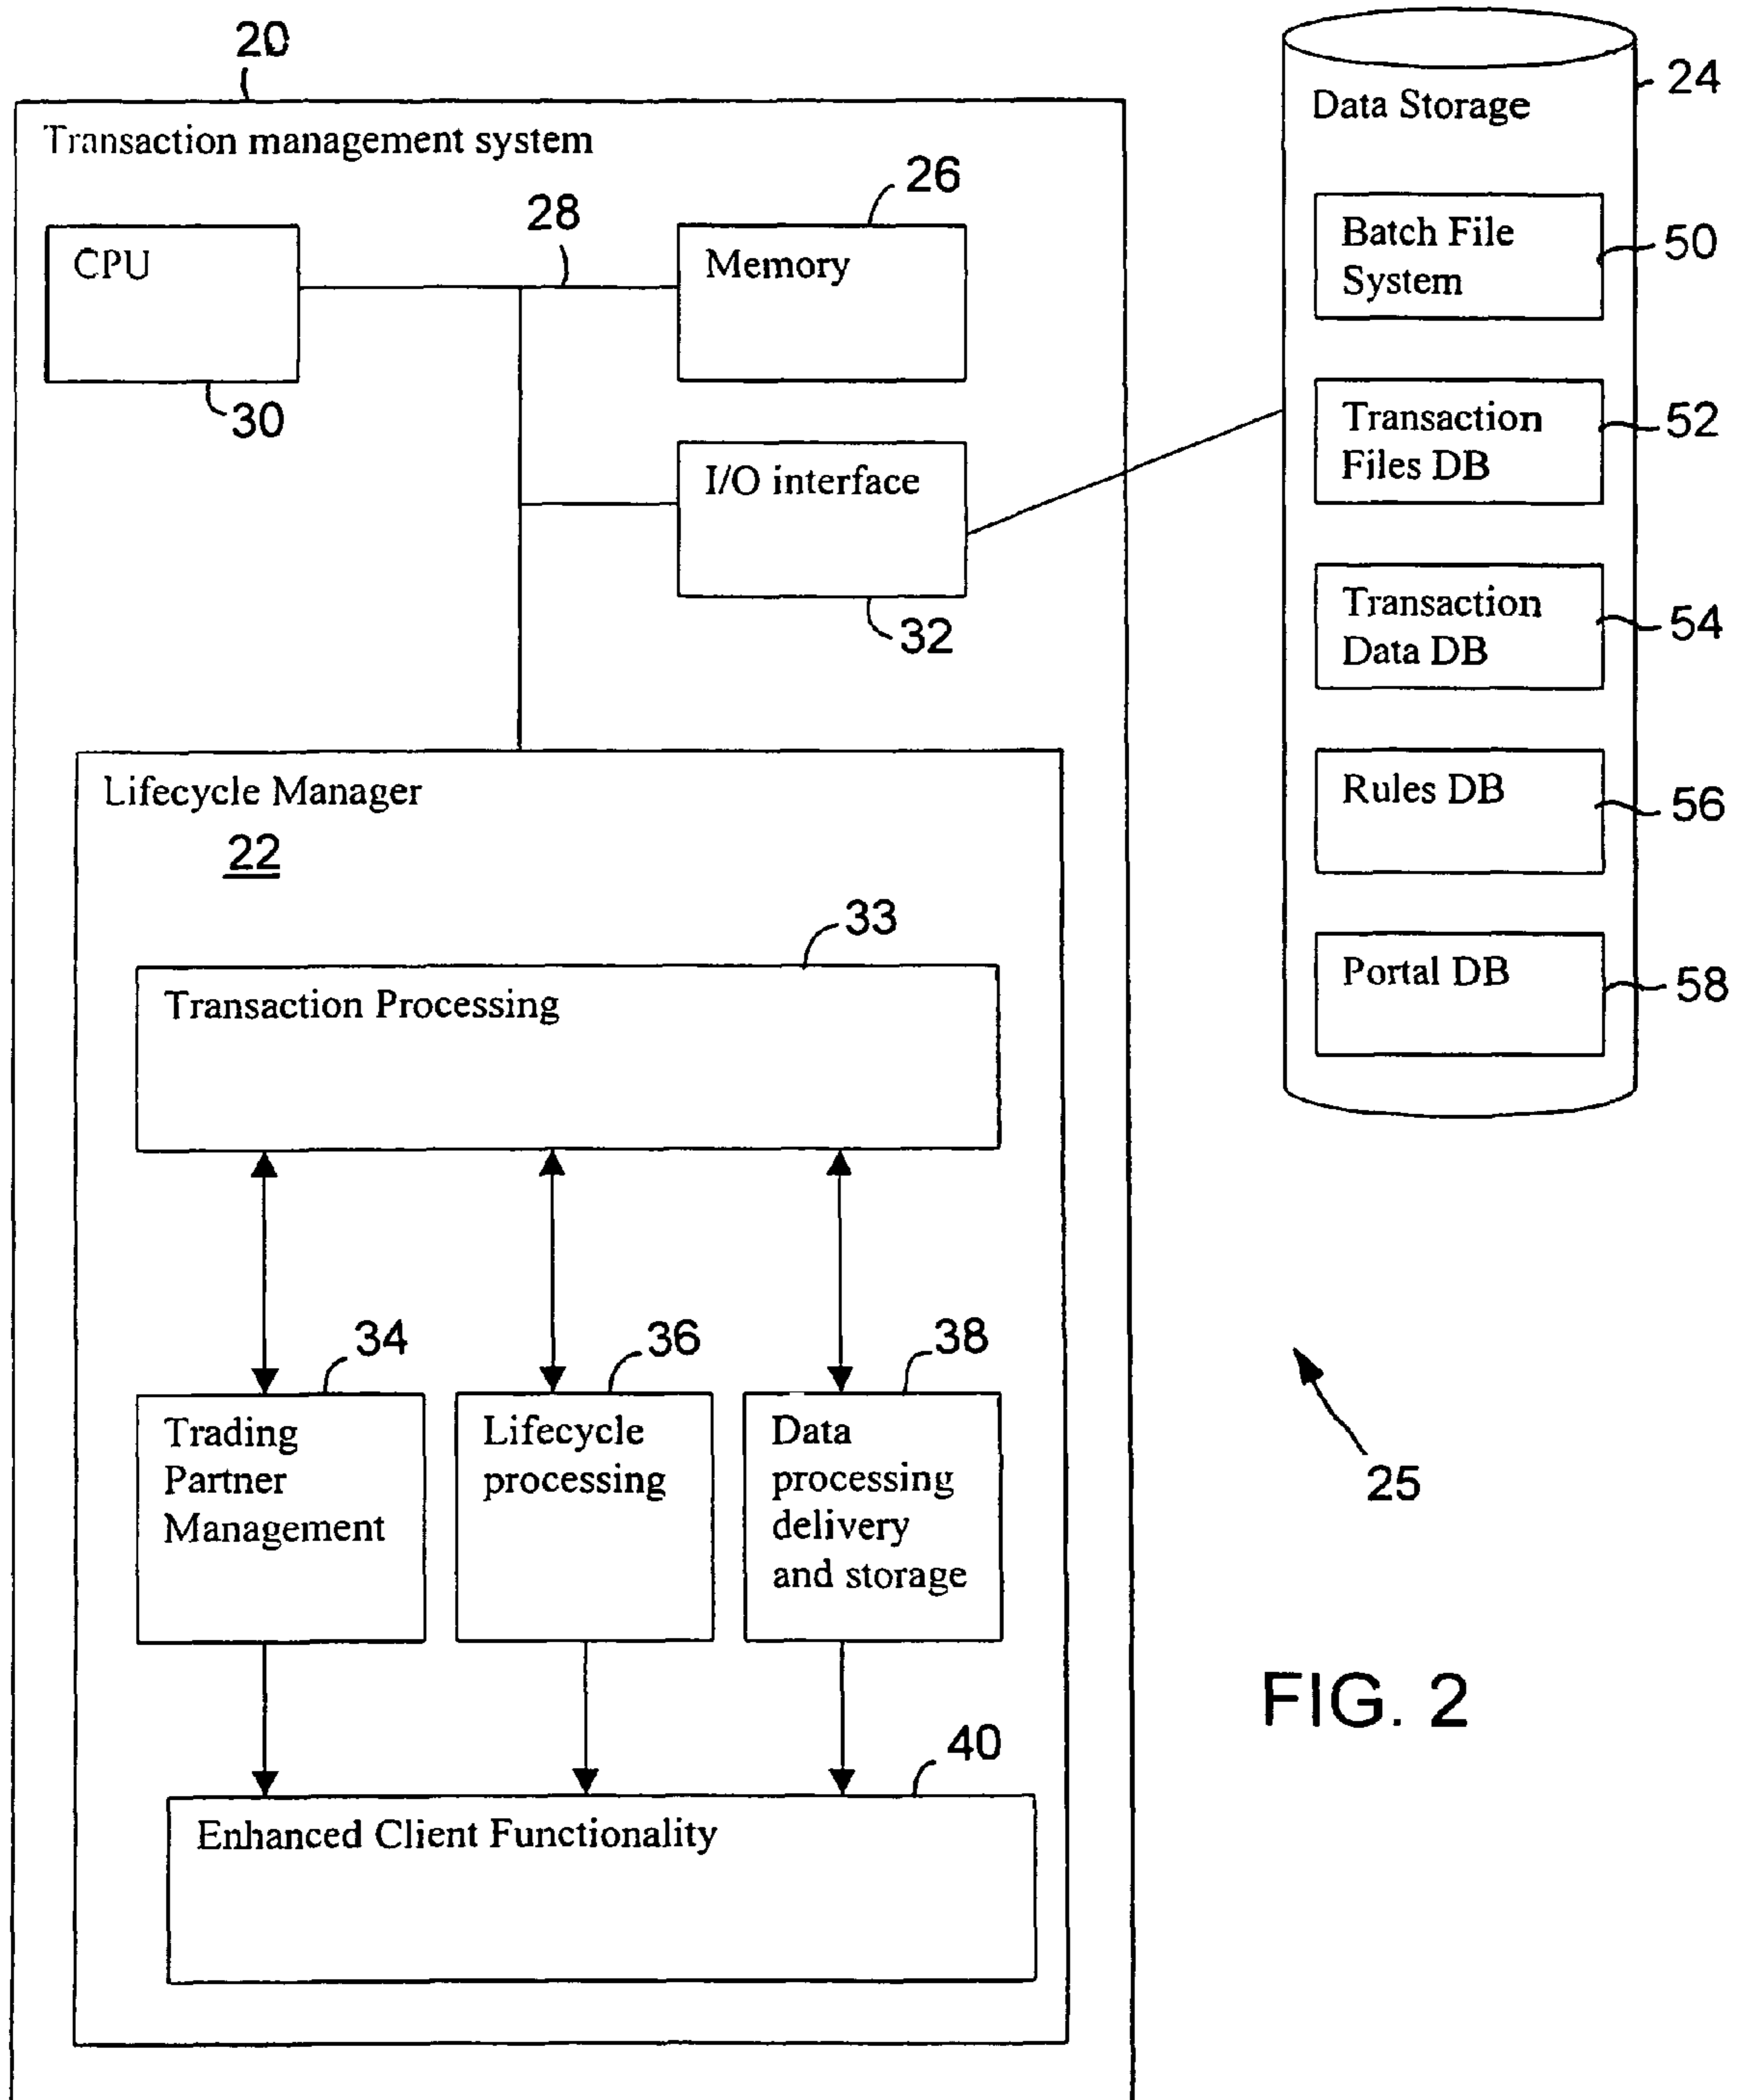 20
Transaction management system
CPU
30
28
26
Memory
I/O interface
32
Lifecycle Manager
22
33
Transaction Processing
34
Trading
Partner
Management
36
Lifecycle
processing
38
Data
processing
delivery
and storage
40
Enhanced Client Functionality
24
Data Storage
Batch File
System
50
Transaction
Files DB
52
Transaction
Data DB
54
Rules DB
56
Portal DB
58
25
FIG. 2